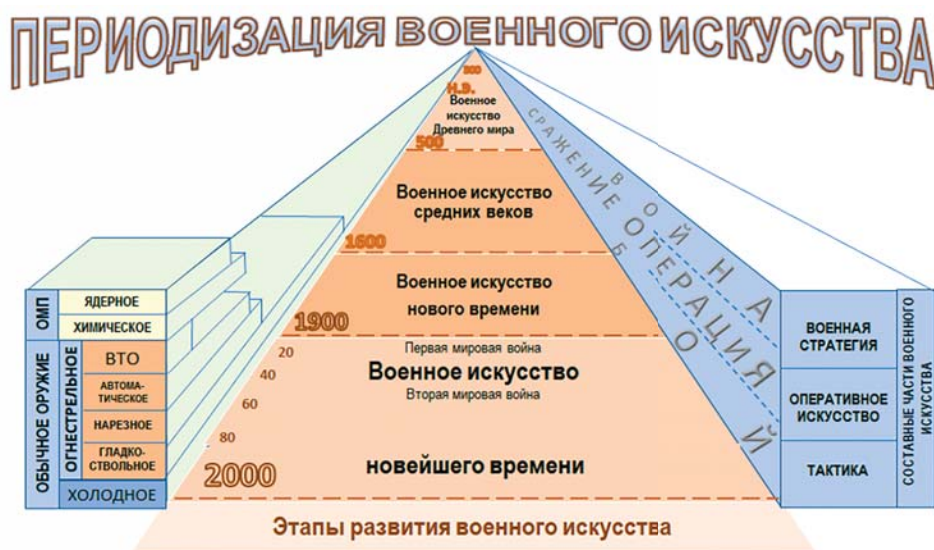 ПЕРИОДИЗАЦИЯ ВОЕННОГО ИСКУССТВА
Н.Э.
Военное
искусство
Древнего мира
500
Военное искусство
средних веков
1600
Военное искусство
нового времени
1900
Первая мировая война
20
Военное искусство
40
Вторая мировая война
60
80
новейшего времени
2000
Этапы развития военного искусства
ОМП
ЯДЕРНОЕ
ХИМИЧЕСКОЕ
ОБЫЧНОЕ ОРУЖИЕ
ОГНЕСТРЕЛЬНОЕ
ВТО
АВТОМА-
ТИЧЕСКОЕ
НАРЕЗНОЕ
ГЛАДКО-
СТВОЛЬНОЕ
ХОЛОДНОЕ
СРАЖЕНИЕ
ВОЙНА
ОПЕРАЦИЯ
БОЙ
ВОЕННАЯ
СТРАТЕГИЯ
ОПЕРАТИВНОЕ
ИСКУССТВО
ТАКТИКА
СОСТАВНЫЕ ЧАСТИ ВОЕННОГО
ИСКУССТВА